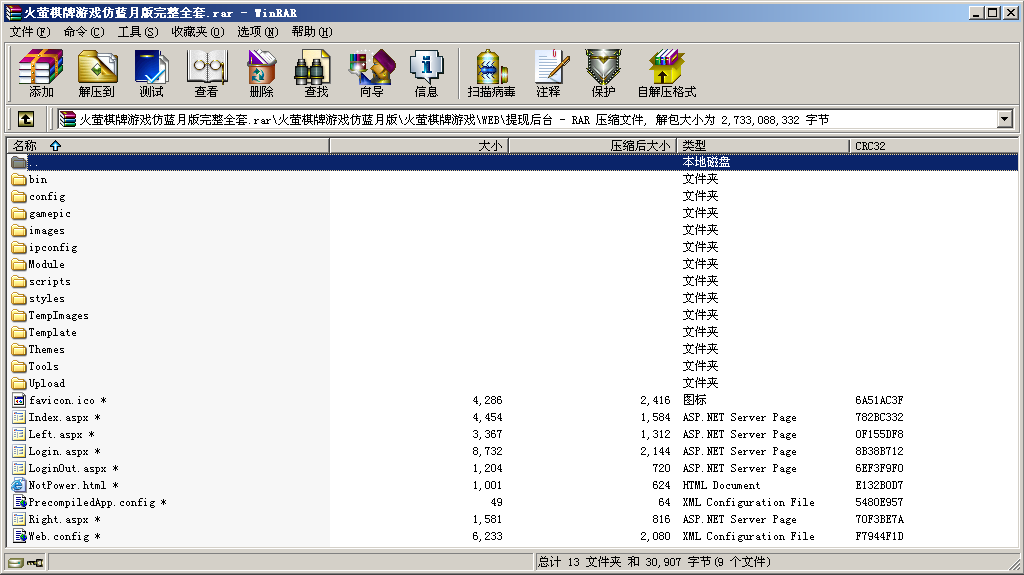 火萤棋牌游戏仿蓝月版完整全套.rar - WinRAR
文件(F) 命令(C) 工具(S) 收藏夹(O) 选项(N) 帮助(H)
添加 解压到 测试 查看 删除 查找 向导 信息 扫描病毒 注释 保护 自解压格式
火萤棋牌游戏仿蓝月版完整全套.rar\火萤棋牌游戏仿蓝月版\火萤棋牌游戏\WEB\提现后台 - RAR 压缩文件, 解包大小为 2,733,088,332 字节
名称 大小 压缩后大小 类型 CRC32
.. 本地磁盘
bin 文件夹
config 文件夹
gamepic 文件夹
images 文件夹
ipconfig 文件夹
Module 文件夹
scripts 文件夹
styles 文件夹
TempImages 文件夹
Template 文件夹
Themes 文件夹
Tools 文件夹
Upload 文件夹
favicon.ico * 4,286 2,416 图标 6A51AC3F
Index.aspx * 4,454 1,584 ASP.NET Server Page 782BC332
Left.aspx * 3,367 1,312 ASP.NET Server Page 0F155DF8
Login.aspx * 8,732 2,144 ASP.NET Server Page 8B38B712
LoginOut.aspx * 1,204 720 ASP.NET Server Page 6EF3F9F0
NotPower.html * 1,001 624 HTML Document E132B0D7
PrecompiledApp.config * 49 64 XML Configuration File 5480E957
Right.aspx * 1,581 816 ASP.NET Server Page 70F3BE7A
Web.config * 6,233 2,080 XML Configuration File F7944F1D
总计 13 文件夹 和 30,907 字节(9 个文件)